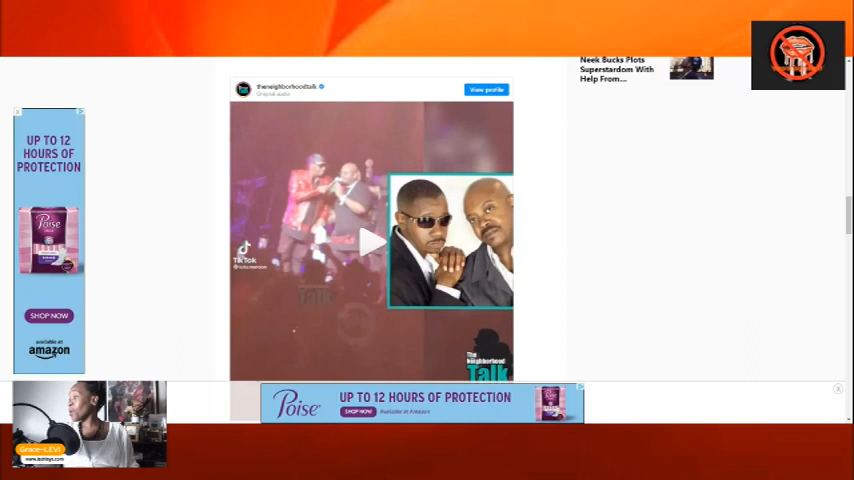 Neek Bucks Plots
Superstardom With
Help From...
theneighborhoodtalk
Original audio
View profile
UP TO 12
HOURS OF
PROTECTION
Poise
SHOP NOW
available at
amazon
TikTok
Talk
The
Neighborhood
Talk
Poise
UP TO 12 HOURS OF PROTECTION
SHOP NOW
Available at Amazon
Grace-LEVI